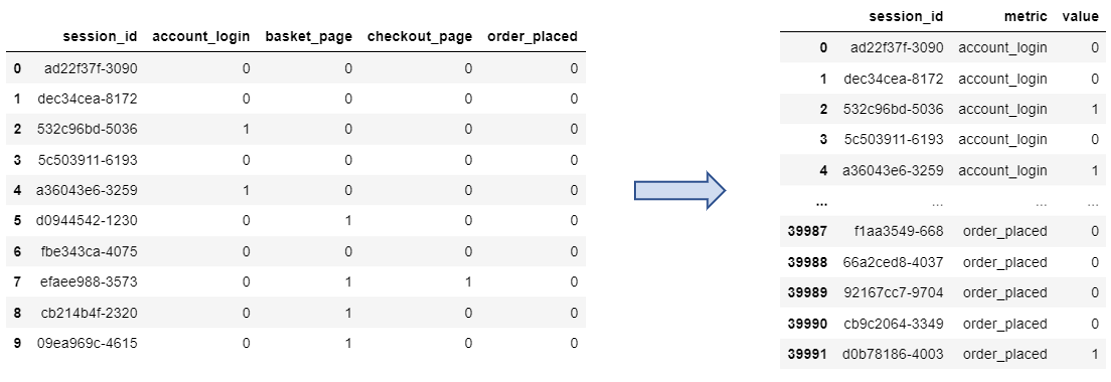 session_id account_login basket_page checkout_page order_placed
0 ad22f37f-3090 0 0 0 0
1 dec34cea-8172 0 0 0 0
2 532c96bd-5036 1 0 0 0
3 5c503911-6193 0 0 0 0
4 a36043e6-3259 1 0 0 0
5 d0944542-1230 0 1 0 0
6 fbe343ca-4075 0 0 0 0
7 efaee988-3573 0 1 1 0
8 cb214b4f-2320 0 1 0 0
9 09ea969c-4615 0 1 0 0
session_id metric value
0 ad22f37f-3090 account_login 0
1 dec34cea-8172 account_login 0
2 532c96bd-5036 account_login 1
3 5c503911-6193 account_login 0
4 a36043e6-3259 account_login 1
... ... ... ...
39987 f1aa3549-668 order_placed 0
39988 66a2ced8-4037 order_placed 0
39989 92167cc7-9704 order_placed 0
39990 cb9c2064-3349 order_placed 0
39991 d0b78186-4003 order_placed 1